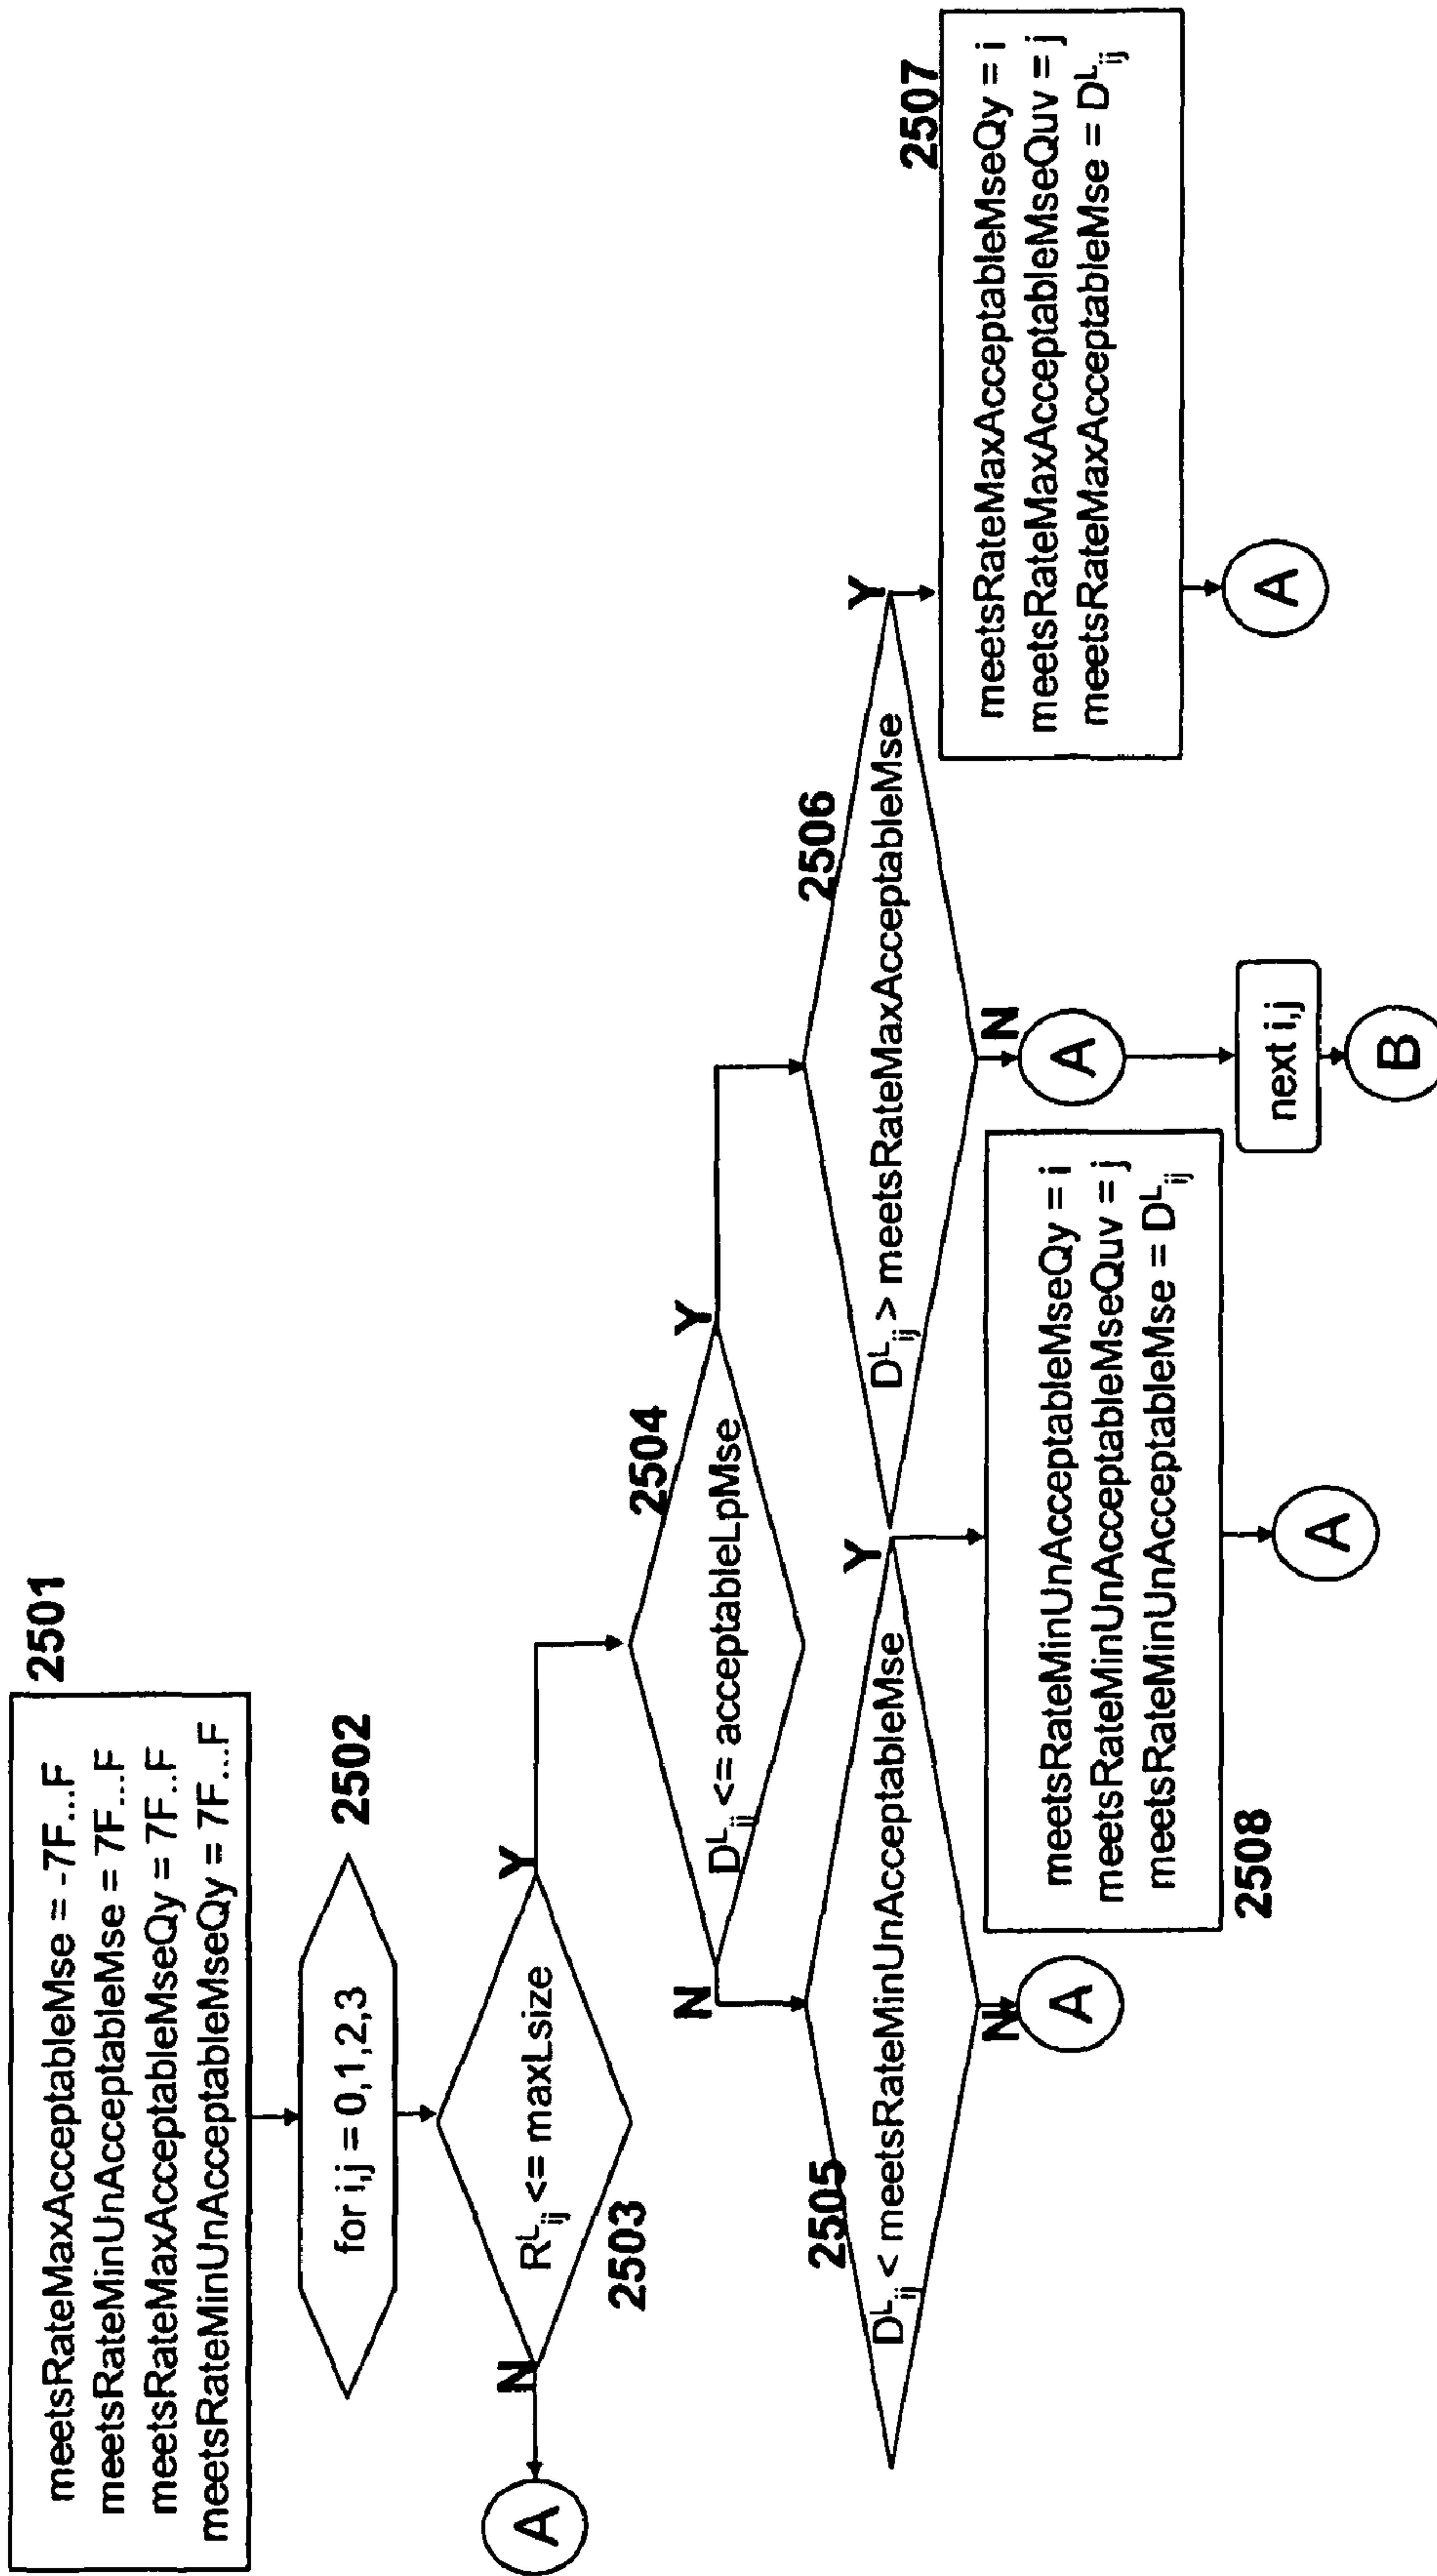 2501
meetsRateMaxAcceptableMse = -7F...F
meetsRateMinUnAcceptableMse = 7F...F
meetsRateMaxAcceptableMseQy = 7F..F
meetsRateMinUnAcceptableMseQy = 7F...F
for i,j = 0,1,2,3
2502
N
R^L_ij <= maxLsize
Y
2503
A
2504
N
D^L_ij <= acceptableLpMse
Y
2505
D^L_ij < meetsRateMinUnAcceptableMse
Y
N
A
2506
D^L_ij > meetsRateMaxAcceptableMse
Y
N
A
2508
meetsRateMinUnAcceptableMseQy = i
meetsRateMinUnAcceptableMseQuv = j
meetsRateMinUnAcceptableMse = D^L_ij
A
next i,j
B
2507
meetsRateMaxAcceptableMseQy = i
meetsRateMaxAcceptableMseQuv = j
meetsRateMaxAcceptableMse = D^L_ij
A